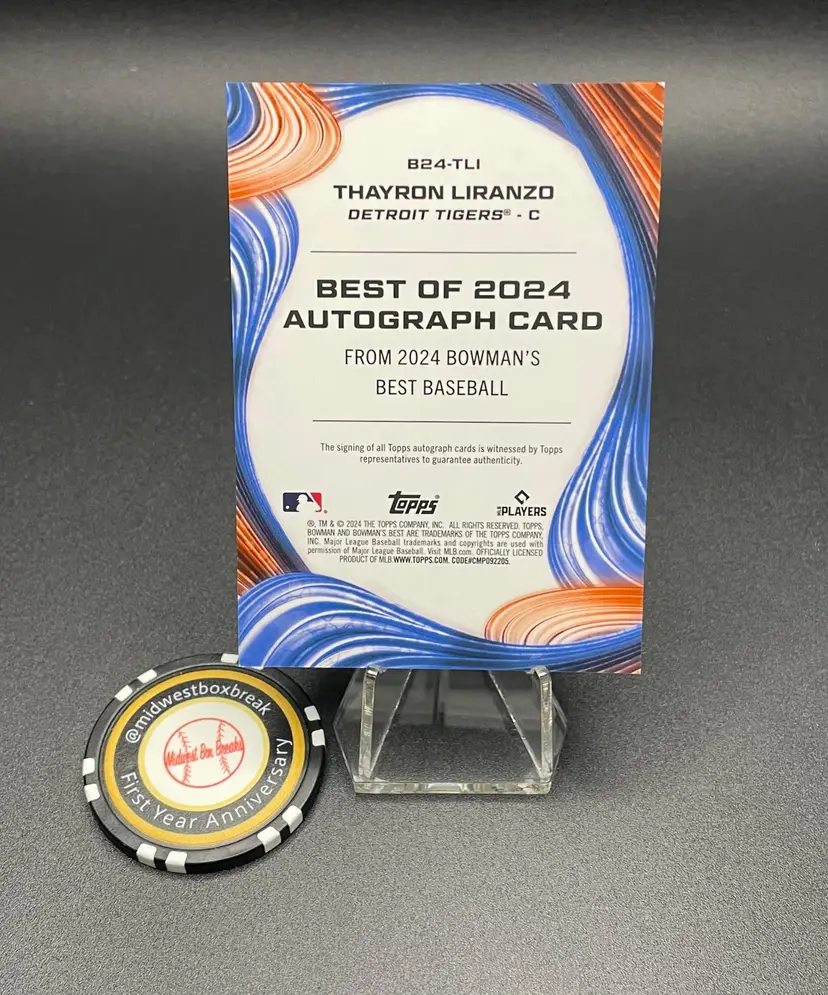 B24-TLI
THAYRON LIRANZO
DETROIT TIGERS® - C
BEST OF 2024
AUTOGRAPH CARD
FROM 2024 BOWMAN'S
BEST BASEBALL
The signing of all Topps autograph cards is witnessed by Topps
representatives to guarantee authenticity.
topps®
MLB PLAYERS
®, TM & © 2024 THE TOPPS COMPANY, INC. ALL RIGHTS RESERVED. TOPPS,
BOWMAN AND BOWMAN'S BEST ARE TRADEMARKS OF THE TOPPS COMPANY,
INC. Major League Baseball trademarks and copyrights are used with
permission of Major League Baseball. Visit MLB.com. OFFICIALLY LICENSED
PRODUCT OF MLB. WWW.TOPPS.COM. CODE#CMP092205.
@midwestboxbreak
Midwest Box Breaks
First Year Anniversary